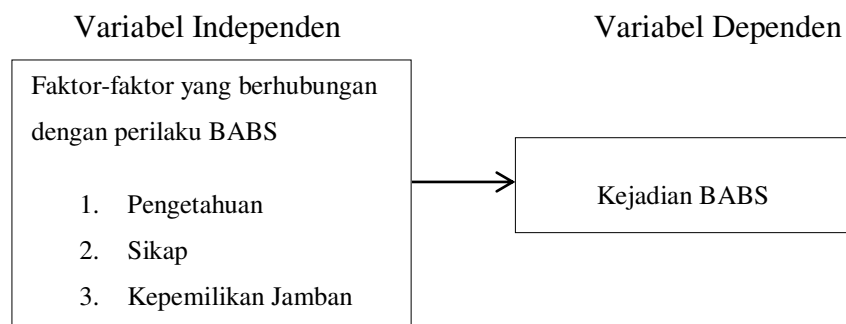 Variabel Independen
Variabel Dependen
Faktor-faktor yang berhubungan
dengan perilaku BABS
1. Pengetahuan
2. Sikap
3. Kepemilikan Jamban
Kejadian BABS